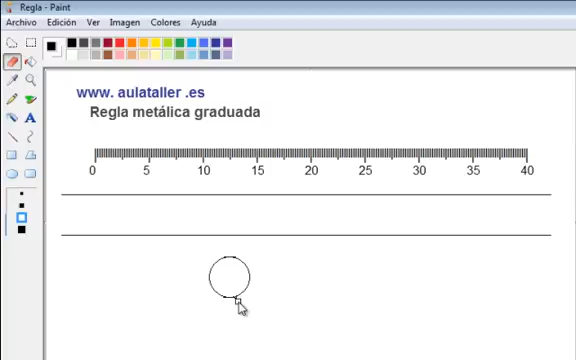 Regla - Paint
Archivo Edición Ver Imagen Colores Ayuda
A
www. aulataller .es
Regla metálica graduada
0 5 10 15 20 25 30 35 40